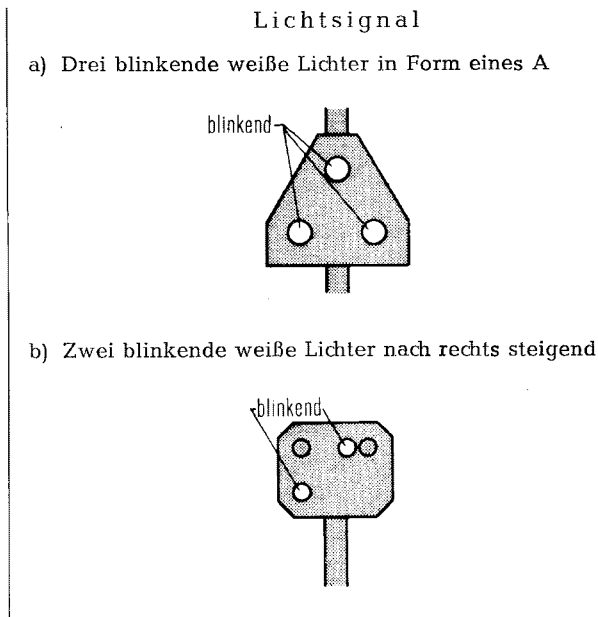 Lichtsignal
a) Drei blinkende weiße Lichter in Form eines A
blinkend
b) Zwei blinkende weiße Lichter nach rechts steigend
blinkend